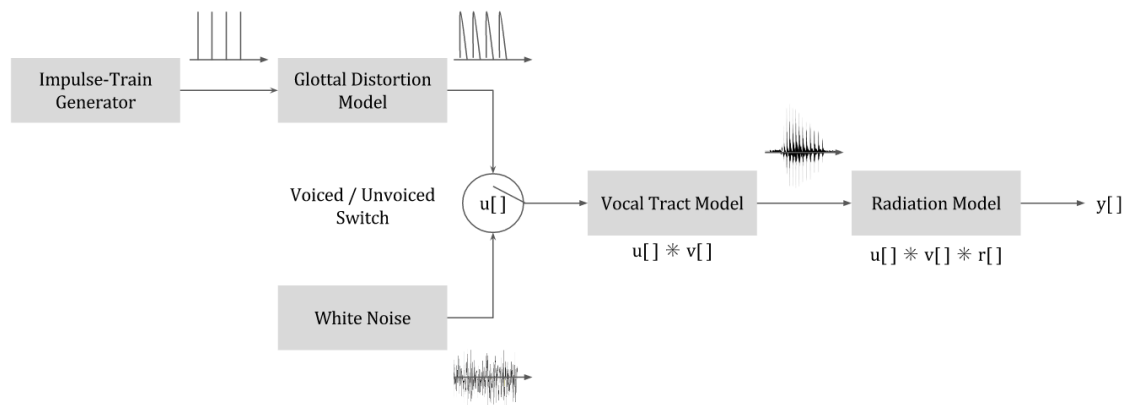 Impulse-Train
Generator
Glottal Distortion
Model
Voiced / Unvoiced
Switch
u[]
Vocal Tract Model
u[] ✳ v[]
Radiation Model
u[] ✳ v[] ✳ r[]
y[]
White Noise